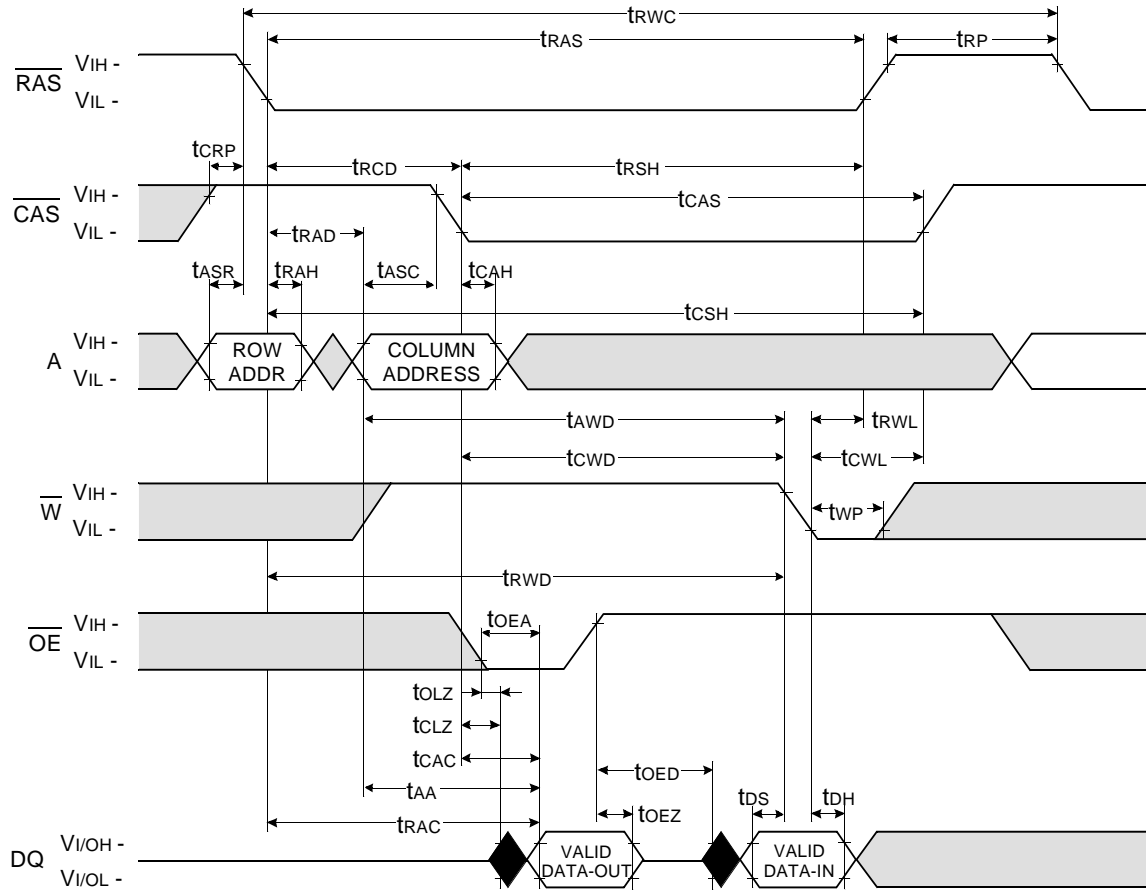 tRWC
tRAS
tRP
RAS
VIH -
VIL -
tCRP
tRCD
tRSH
CAS
VIH -
VIL -
tCAS
tRAD
tASR
tRAH
tASC
tCAH
tCSH
A
VIH -
VIL -
ROW
ADDR
COLUMN
ADDRESS
tAWD
tRWL
tCWD
tCWL
W
VIH -
VIL -
tWP
tRWD
OE
VIH -
VIL -
tOEA
tOLZ
tCLZ
tCAC
tOED
tAA
tOEZ
tDS
tDH
tRAC
DQ
VI/OH -
VI/OL -
VALID
DATA-OUT
VALID
DATA-IN